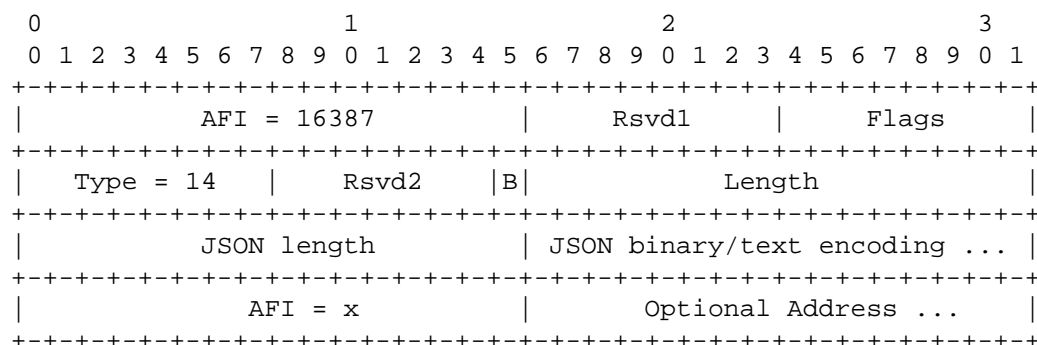 0                   1                   2                   3
 0 1 2 3 4 5 6 7 8 9 0 1 2 3 4 5 6 7 8 9 0 1 2 3 4 5 6 7 8 9 0 1
+-+-+-+-+-+-+-+-+-+-+-+-+-+-+-+-+-+-+-+-+-+-+-+-+-+-+-+-+-+-+-+-+
|           AFI = 16387         |     Rsvd1     |     Flags     |
+-+-+-+-+-+-+-+-+-+-+-+-+-+-+-+-+-+-+-+-+-+-+-+-+-+-+-+-+-+-+-+-+
|   Type = 14   |    Rsvd2    |B|            Length             |
+-+-+-+-+-+-+-+-+-+-+-+-+-+-+-+-+-+-+-+-+-+-+-+-+-+-+-+-+-+-+-+-+
|           JSON length         | JSON binary/text encoding ... |
+-+-+-+-+-+-+-+-+-+-+-+-+-+-+-+-+-+-+-+-+-+-+-+-+-+-+-+-+-+-+-+-+
|              AFI = x          |       Optional Address ...    |
+-+-+-+-+-+-+-+-+-+-+-+-+-+-+-+-+-+-+-+-+-+-+-+-+-+-+-+-+-+-+-+-+